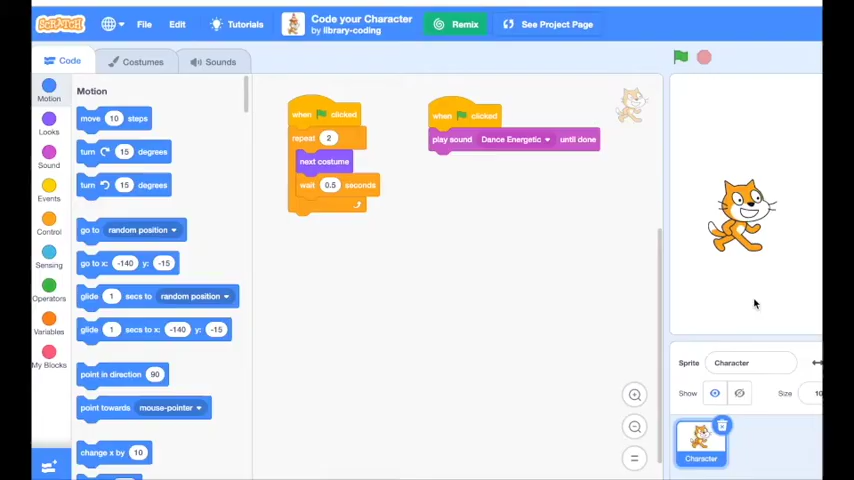 SCRATCH
File
Edit
Tutorials
Code your Character
by library-coding
Remix
See Project Page
Code
Costumes
Sounds
Motion
Looks
Sound
Events
Control
Sensing
Operators
Variables
My Blocks
Motion
move 10 steps
turn 15 degrees
turn 15 degrees
go to random position
go to x: -140 y: -15
glide 1 secs to random position
glide 1 secs to x: -140 y: -15
point in direction 90
point towards mouse-pointer
change x by 10
when clicked
repeat 2
next costume
wait 0.5 seconds
when clicked
play sound Dance Energetic until done
Sprite Character
Show
Size 10
Character